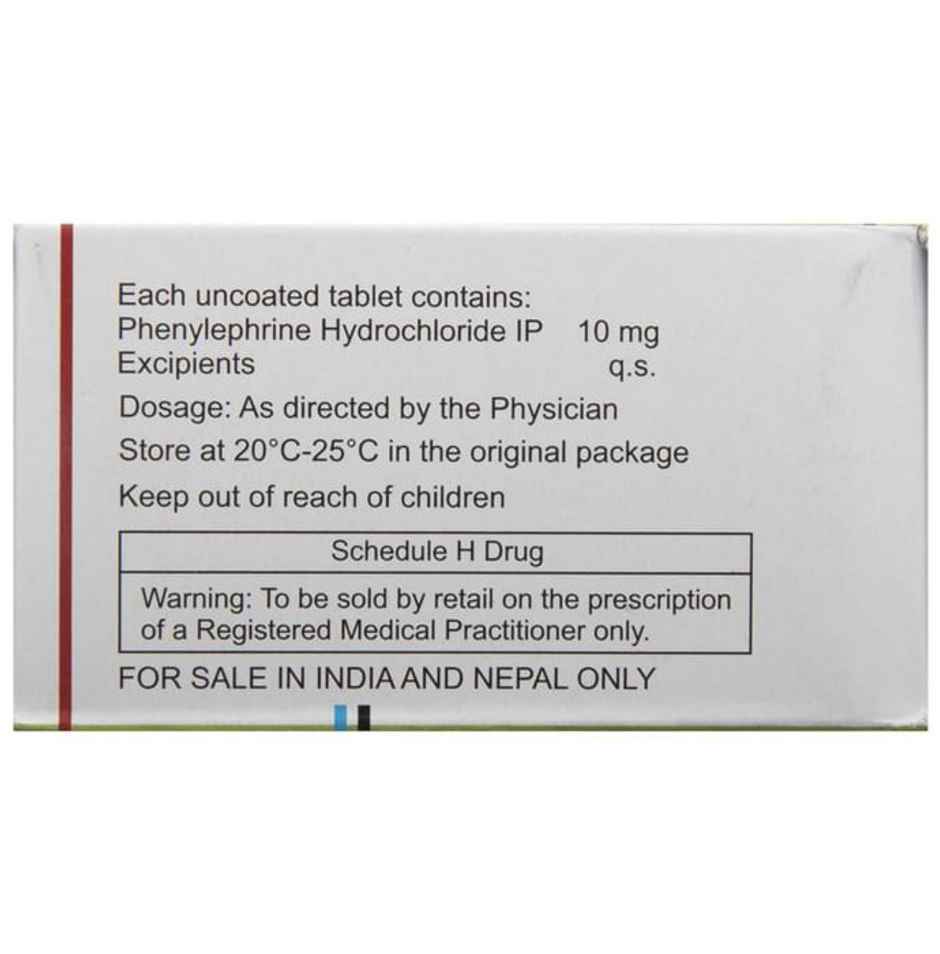 Each uncoated tablet contains:
Phenylephrine Hydrochloride IP 10 mg
Excipients q.s.
Dosage: As directed by the Physician
Store at 20°C-25°C in the original package
Keep out of reach of children
Schedule H Drug
Warning: To be sold by retail on the prescription
of a Registered Medical Practitioner only.
FOR SALE IN INDIA AND NEPAL ONLY